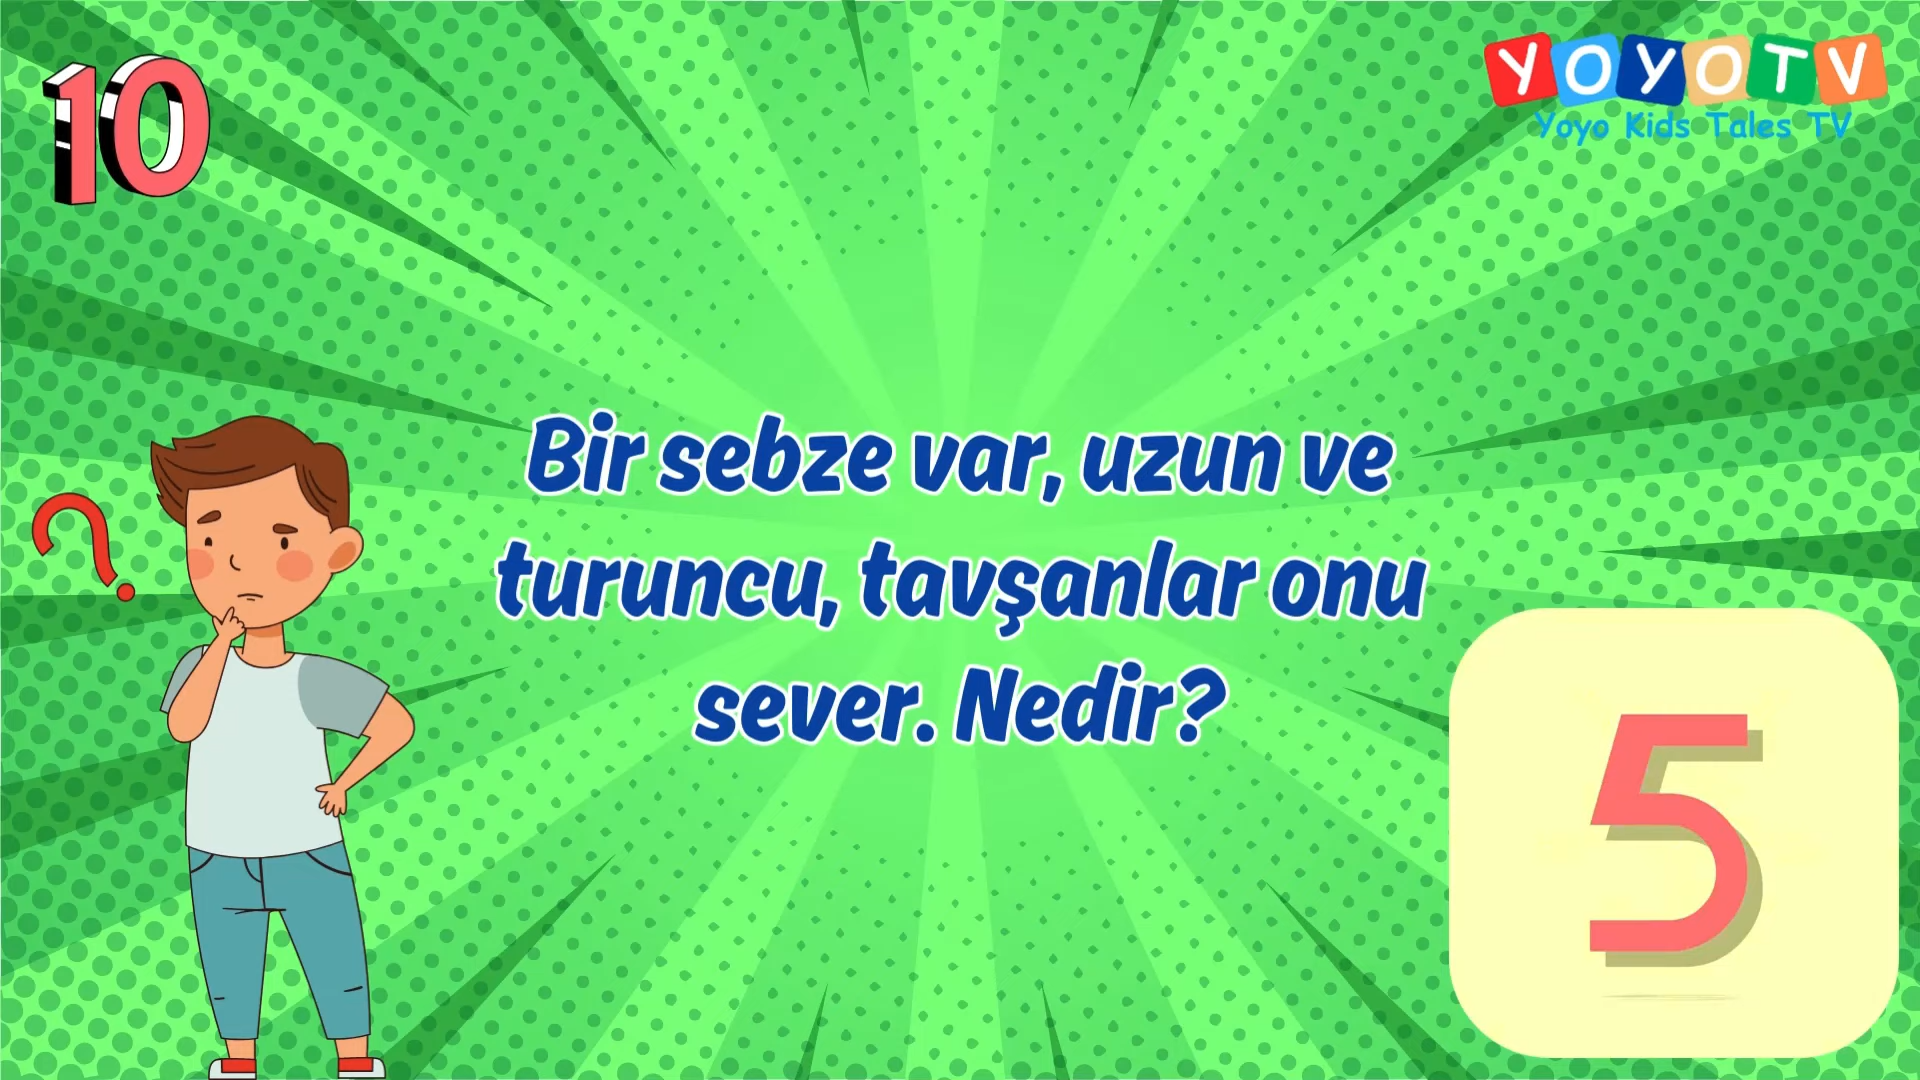 10
YOYOTV
Yoyo Kids Tales TV
Bir sebze var, uzun ve
turuncu, tavşanlar onu
sever. Nedir?
?
5